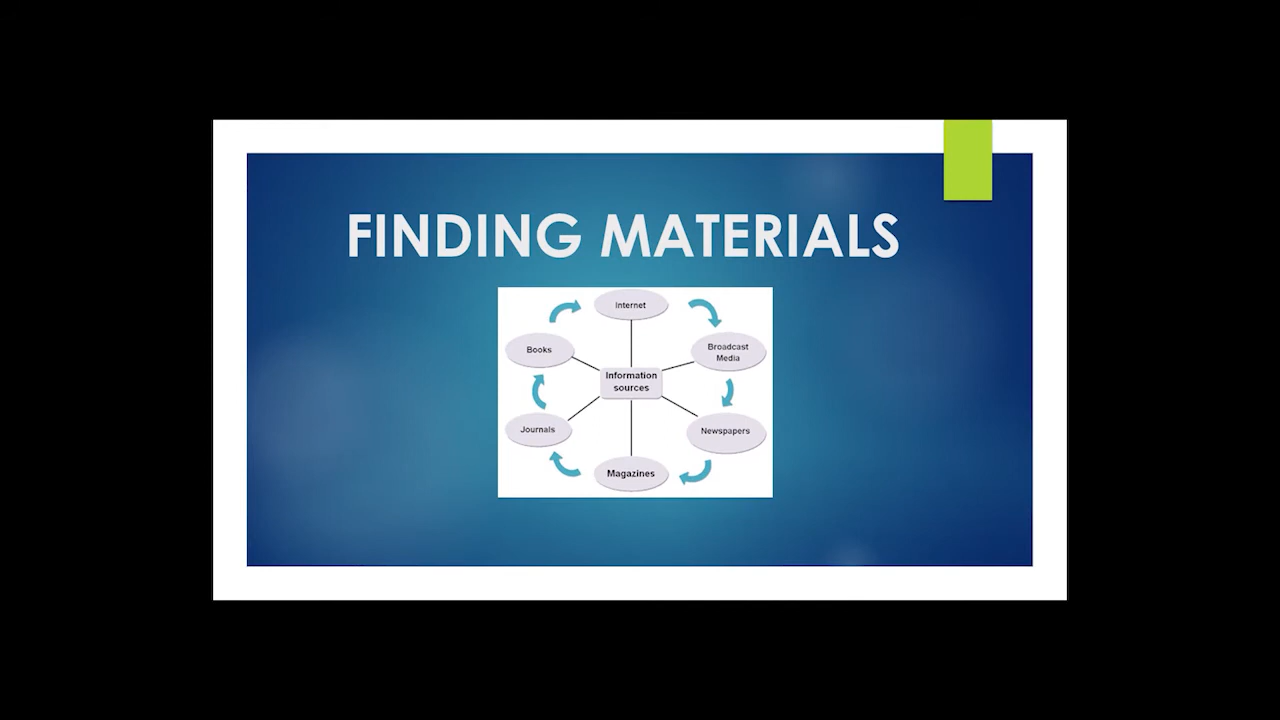 FINDING MATERIALS
Internet
Books
Broadcast
Media
Information
sources
Journals
Newspapers
Magazines